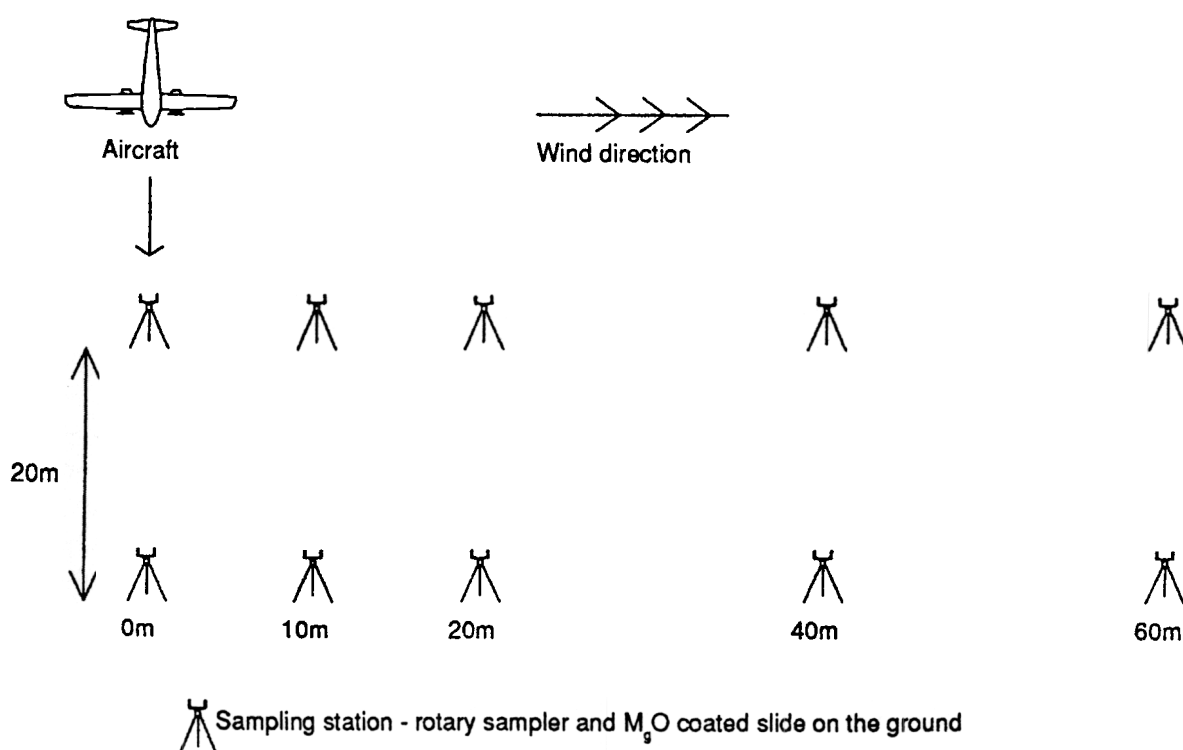 Aircraft
Wind direction
20m
0m 10m 20m 40m 60m
Sampling station - rotary sampler and MgO coated slide on the ground